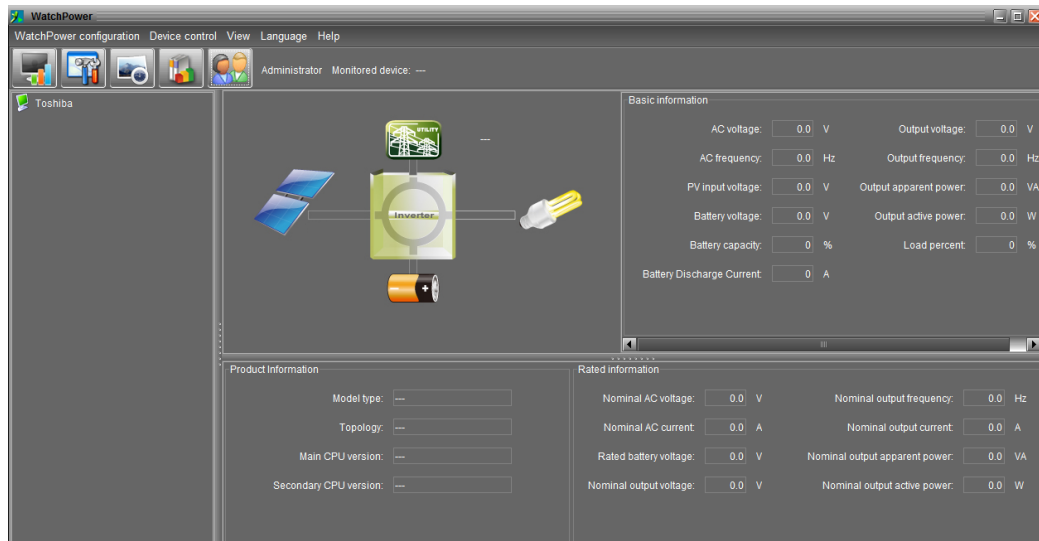 WatchPower
WatchPower configuration Device control View Language Help
Administrator Monitored device: ---
Toshiba
UTILITY
---
Inverter
Basic information
AC voltage: 0.0 V Output voltage: 0.0 V
AC frequency: 0.0 Hz Output frequency: 0.0 Hz
PV input voltage: 0.0 V Output apparent power: 0.0 VA
Battery voltage: 0.0 V Output active power: 0.0 W
Battery capacity: 0 % Load percent: 0 %
Battery Discharge Current: 0 A
Product Information
Model type: ---
Topology: ---
Main CPU version: ---
Secondary CPU version: ---
Rated information
Nominal AC voltage: 0.0 V Nominal output frequency: 0.0 Hz
Nominal AC current: 0.0 A Nominal output current: 0.0 A
Rated battery voltage: 0.0 V Nominal output apparent power: 0.0 VA
Nominal output voltage: 0.0 V Nominal output active power: 0.0 W